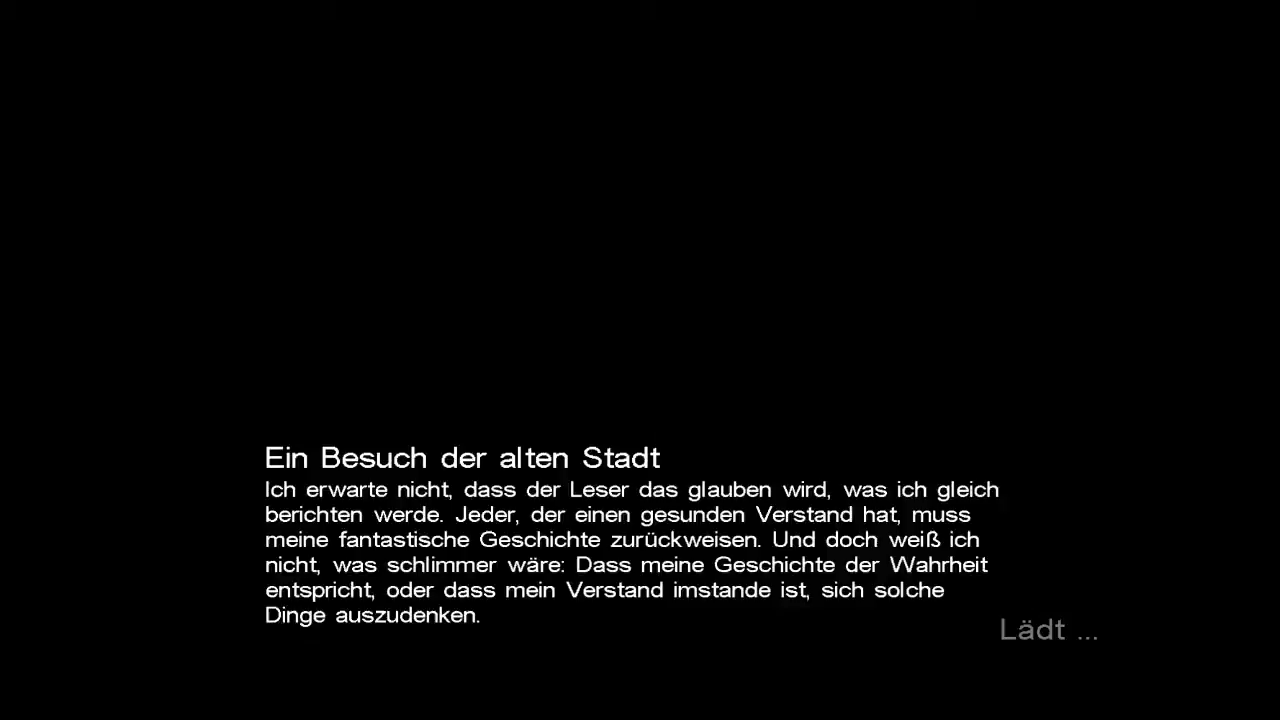 Ein Besuch der alten Stadt
Ich erwarte nicht, dass der Leser das glauben wird, was ich gleich
berichten werde. Jeder, der einen gesunden Verstand hat, muss
meine fantastische Geschichte zurückweisen. Und doch weiß ich
nicht, was schlimmer wäre: Dass meine Geschichte der Wahrheit
entspricht, oder dass mein Verstand imstande ist, sich solche
Dinge auszudenken.
Lädt ...